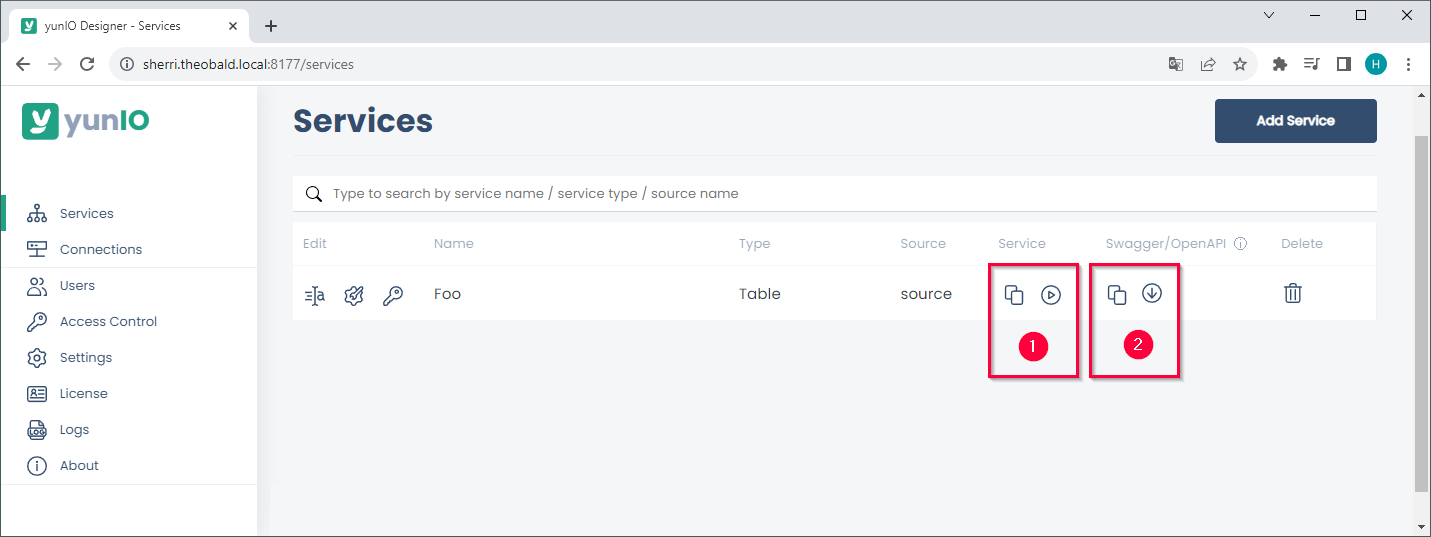 yunIO Designer - Services
sherri.theobald.local:8177/services
H
yunIO
Services
Add Service
Type to search by service name / service type / source name
Services
Connections
Users
Access Control
Settings
License
Logs
About
Edit Name Type Source Service Swagger/OpenAPI Delete
Foo Table source
1 2
LOG